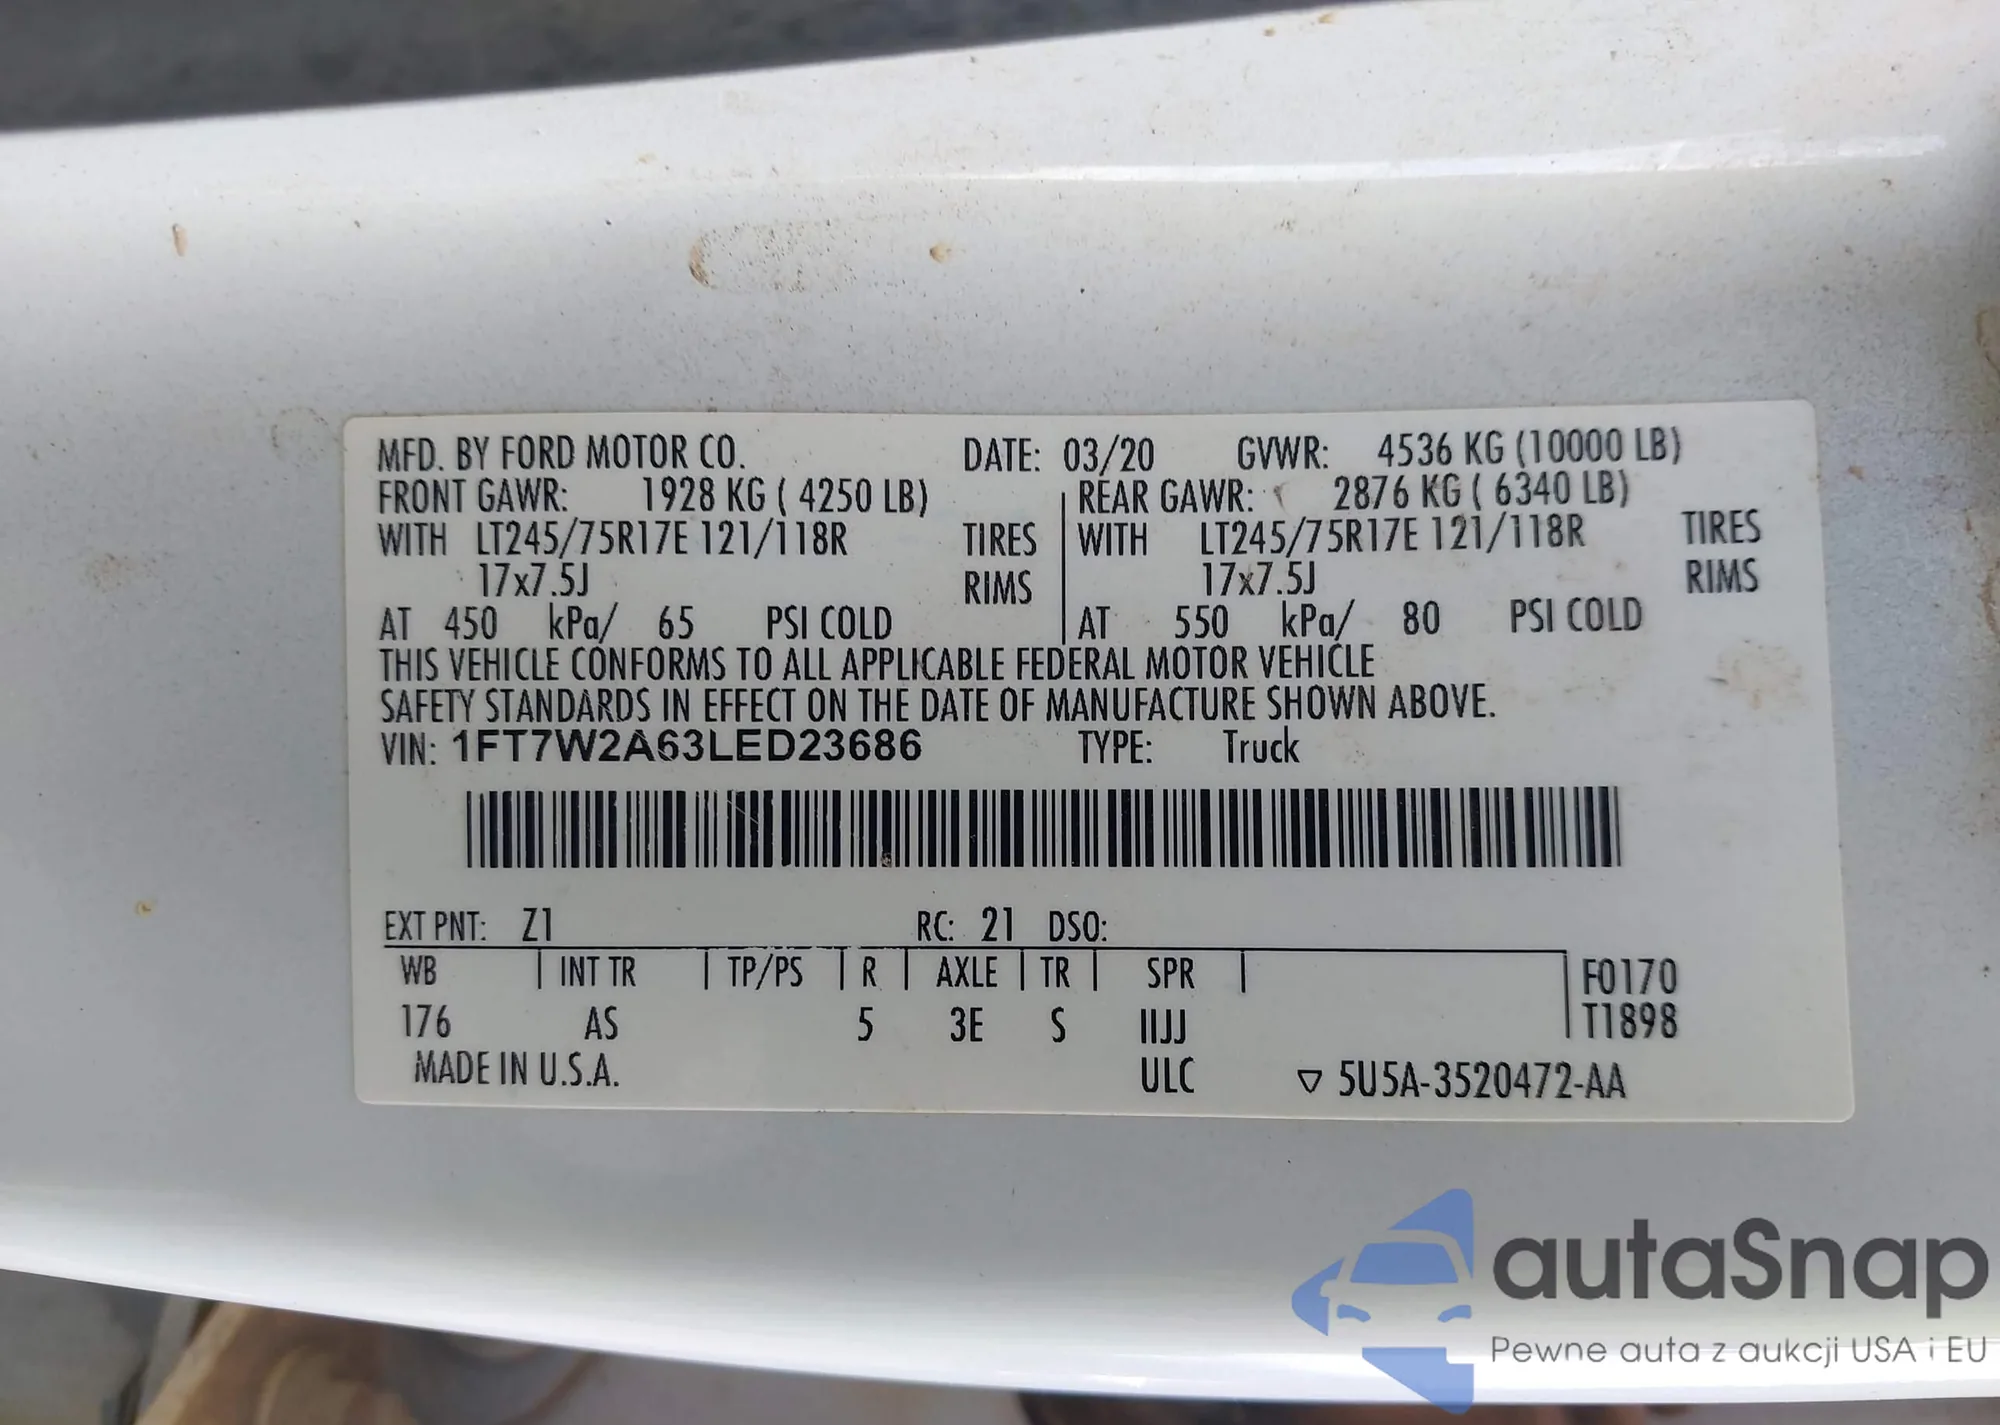 MFD. BY FORD MOTOR CO. DATE: 03/20 GVWR: 4536 KG (10000 LB)
FRONT GAWR: 1928 KG ( 4250 LB) REAR GAWR: 2876 KG ( 6340 LB)
WITH LT245/75R17E 121/118R TIRES WITH LT245/75R17E 121/118R TIRES
17x7.5J RIMS 17x7.5J RIMS
AT 450 kPa/ 65 PSI COLD AT 550 kPa/ 80 PSI COLD
THIS VEHICLE CONFORMS TO ALL APPLICABLE FEDERAL MOTOR VEHICLE
SAFETY STANDARDS IN EFFECT ON THE DATE OF MANUFACTURE SHOWN ABOVE.
VIN: 1FT7W2A63LED23686 TYPE: Truck
EXT PNT: Z1 RC: 21 DSO:
WB INT TR TP/PS R AXLE TR SPR F0170
176 AS 5 3E S IIJJ T1898
MADE IN U.S.A. ULC ▽ 5U5A-3520472-AA
autaSnap
Pewne auta z aukcji USA i EU